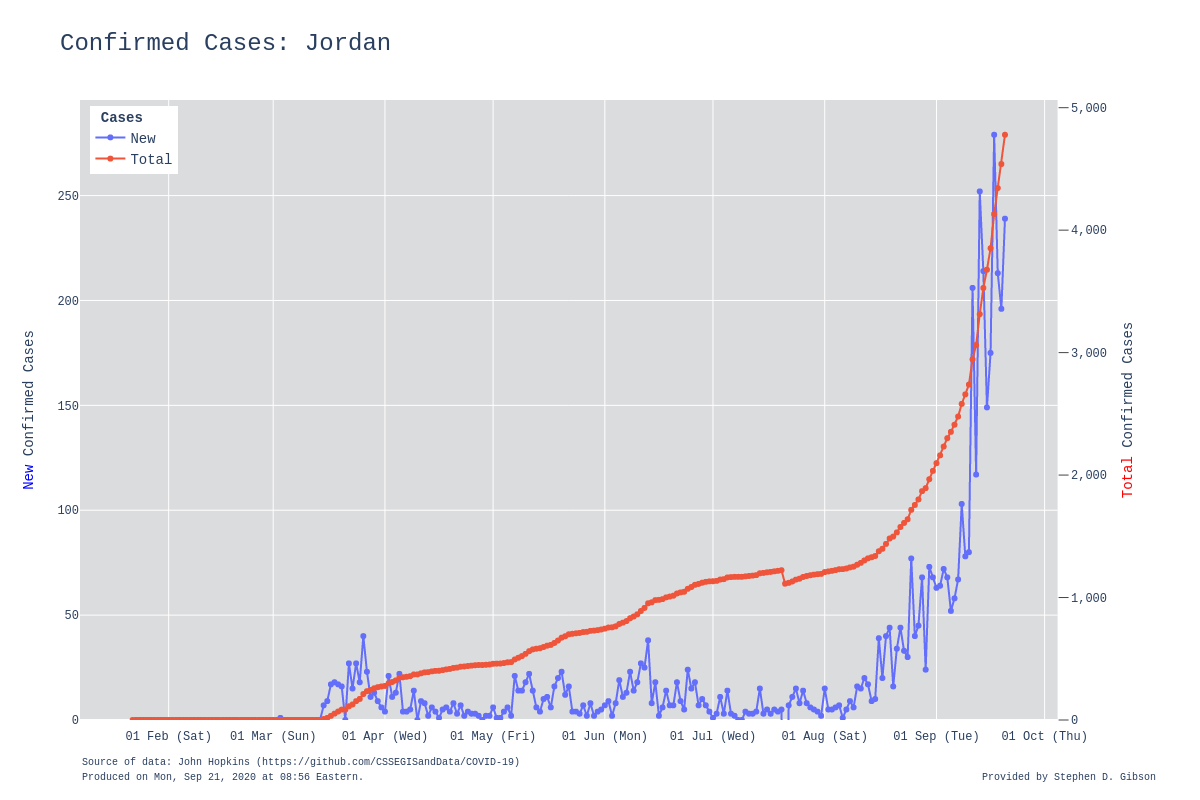 Confirmed Cases: Jordan
Cases
New
Total
250
200
150
100
50
0
New Confirmed Cases
5,000
4,000
3,000
2,000
1,000
0
Total Confirmed Cases
01 Feb (Sat) 01 Mar (Sun) 01 Apr (Wed) 01 May (Fri) 01 Jun (Mon) 01 Jul (Wed) 01 Aug (Sat) 01 Sep (Tue) 01 Oct (Thu)
Source of data: John Hopkins (https://github.com/CSSEGISandData/COVID-19)
Produced on Mon, Sep 21, 2020 at 08:56 Eastern.
Provided by Stephen D. Gibson